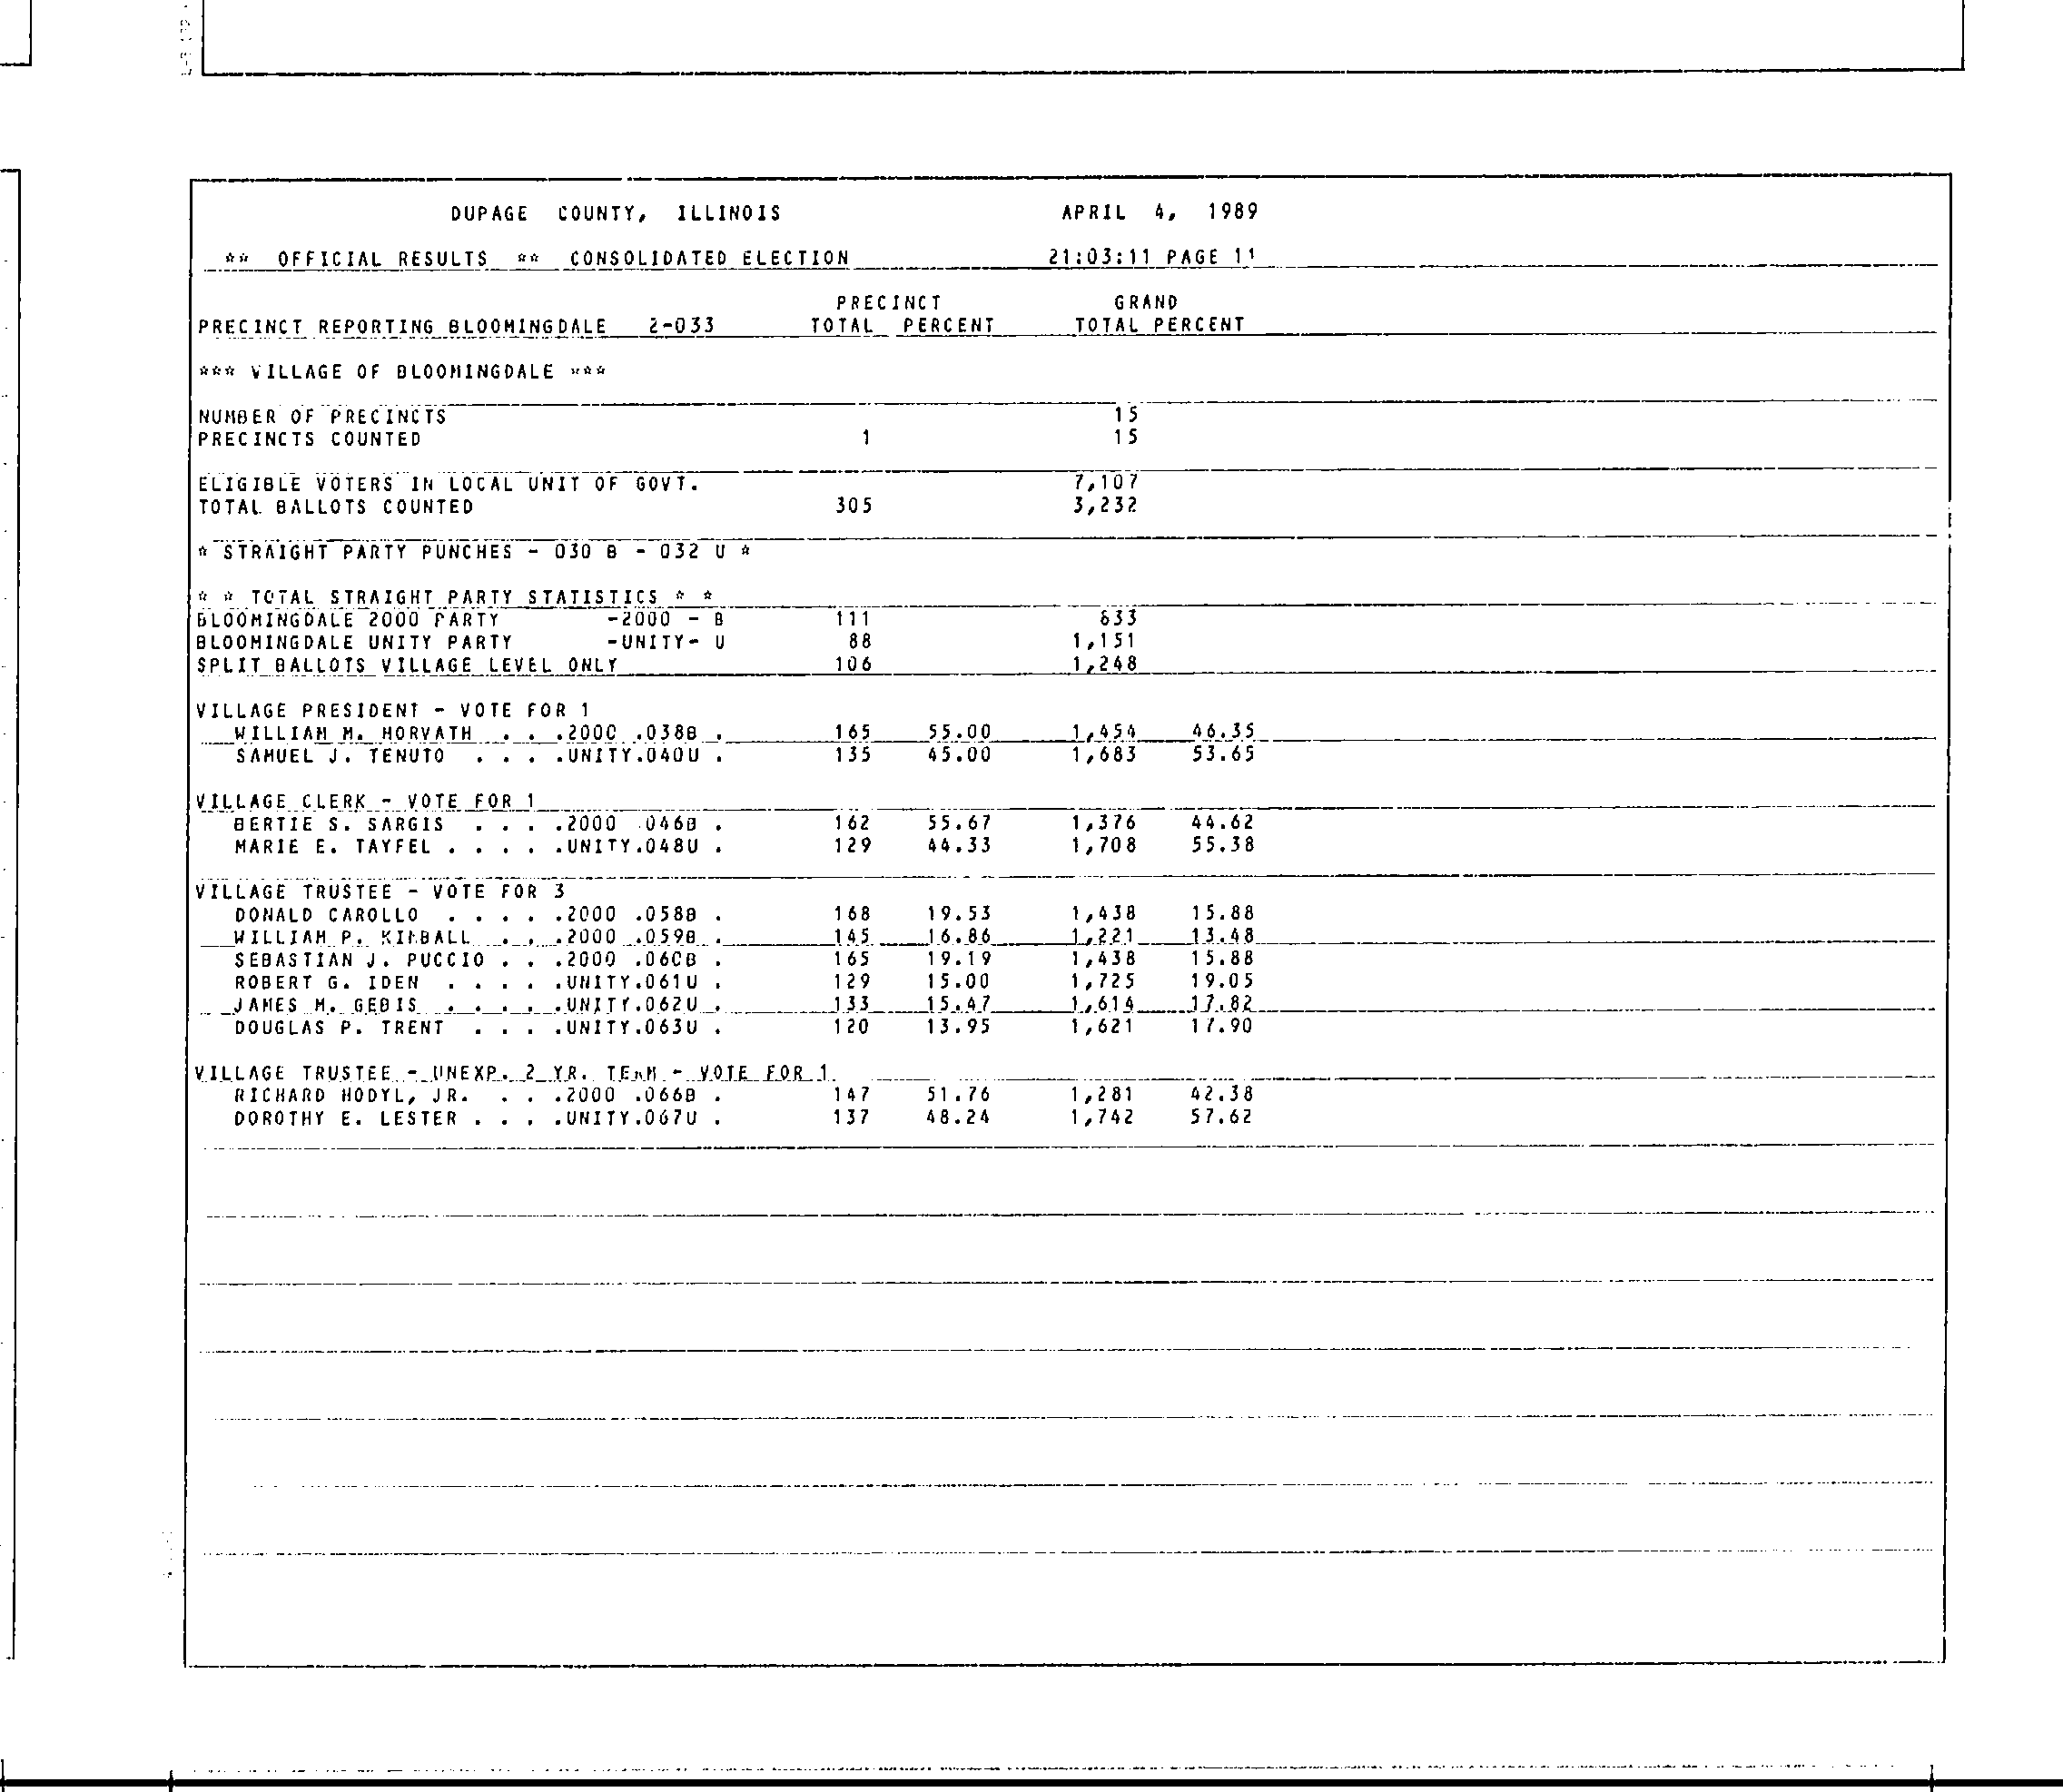 DUPAGE COUNTY, ILLINOIS APRIL 4, 1989
** OFFICIAL RESULTS ** CONSOLIDATED ELECTION 21:03:11 PAGE 11
PRECINCT GRAND
PRECINCT REPORTING BLOOMINGDALE 2-033 TOTAL PERCENT TOTAL PERCENT
*** VILLAGE OF BLOOMINGDALE ***
NUMBER OF PRECINCTS 15
PRECINCTS COUNTED 1 15
ELIGIBLE VOTERS IN LOCAL UNIT OF GOVT. 7,107
TOTAL BALLOTS COUNTED 305 3,232
* STRAIGHT PARTY PUNCHES - 030 B - 032 U *
* * TOTAL STRAIGHT PARTY STATISTICS * *
BLOOMINGDALE 2000 PARTY -2000 - B 111 833
BLOOMINGDALE UNITY PARTY -UNITY- U 88 1,151
SPLIT BALLOTS VILLAGE LEVEL ONLY 106 1,248
VILLAGE PRESIDENT - VOTE FOR 1
WILLIAM M. HORVATH . . .2000 .038B . 165 55.00 1,454 46.35
SAMUEL J. TENUTO . . . .UNITY.040U . 135 45.00 1,683 53.65
VILLAGE CLERK - VOTE FOR 1
BERTIE S. SARGIS . . . .2000 .046B . 162 55.67 1,376 44.62
MARIE E. TAYFEL . . . . .UNITY.048U . 129 44.33 1,708 55.38
VILLAGE TRUSTEE - VOTE FOR 3
DONALD CAROLLO . . . . .2000 .058B . 168 19.53 1,438 15.88
WILLIAM P. KIMBALL . . .2000 .059B . 145 16.86 1,221 13.48
SEBASTIAN J. PUCCIO . . .2000 .060B . 165 19.19 1,438 15.88
ROBERT G. IDEN . . . . .UNITY.061U . 129 15.00 1,725 19.05
JAMES M. GEBIS . . . . .UNITY.062U . 133 15.47 1,614 17.82
DOUGLAS P. TRENT . . . .UNITY.063U . 120 13.95 1,621 17.90
VILLAGE TRUSTEE - UNEXP. 2 YR. TERM - VOTE FOR 1
RICHARD HODYL, JR. . . .2000 .066B . 147 51.76 1,281 42.38
DOROTHY E. LESTER . . . .UNITY.067U . 137 48.24 1,742 57.62